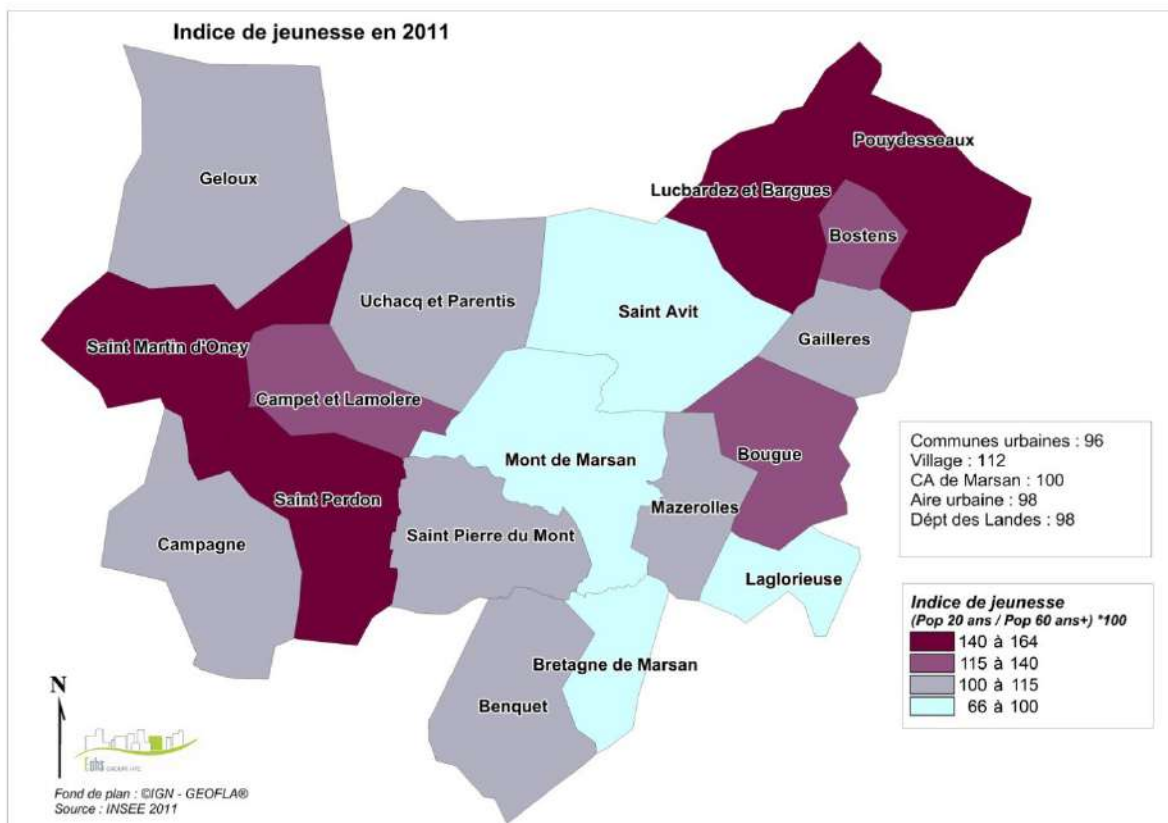 Indice de jeunesse en 2011
Pouydesseaux
Geloux
Lucbardez et Bargues
Bostens
Uchacq et Parentis
Saint Avit
Gailleres
Saint Martin d'Oney
Campet et Lamolere
Mont de Marsan
Bougue
Saint Perdon
Mazerolles
Saint Pierre du Mont
Campagne
Laglorieuse
Bretagne de Marsan
Benquet
Communes urbaines : 96
Village : 112
CA de Marsan : 100
Aire urbaine : 98
Dépt des Landes : 98
Indice de jeunesse
(Pop 20 ans / Pop 60 ans+) *100
140 à 164
115 à 140
100 à 115
66 à 100
N
Fond de plan : ©IGN - GEOFLA®
Source : INSEE 2011